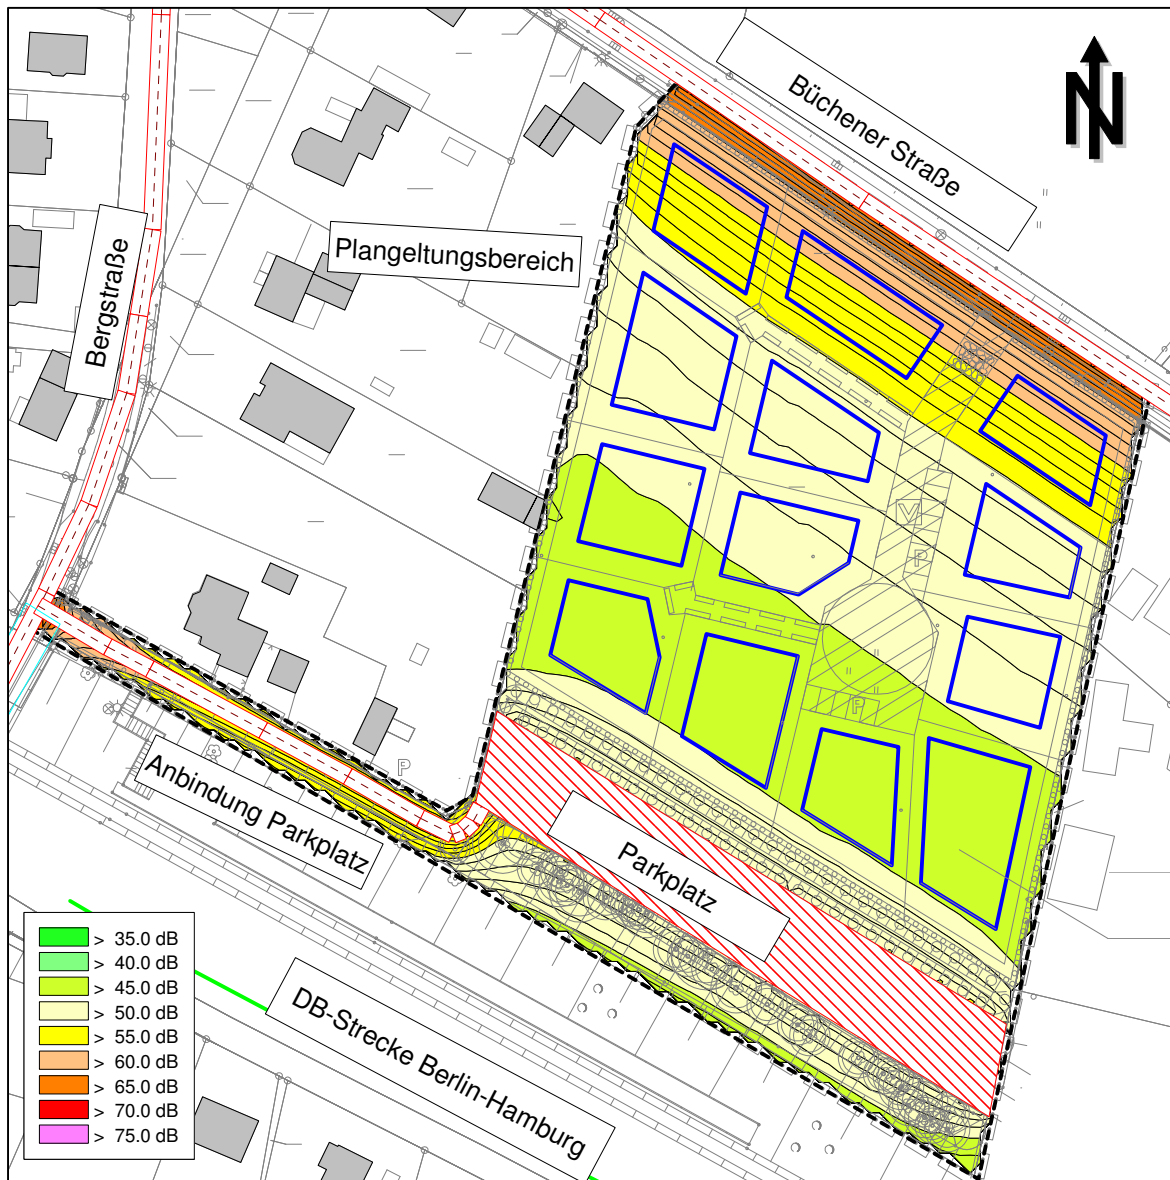 N
Büchener Straße
Plangeltungsbereich
Bergstraße
V
P
P
P
Anbindung Parkplatz
Parkplatz
DB-Strecke Berlin-Hamburg
> 35.0 dB
> 40.0 dB
> 45.0 dB
> 50.0 dB
> 55.0 dB
> 60.0 dB
> 65.0 dB
> 70.0 dB
> 75.0 dB